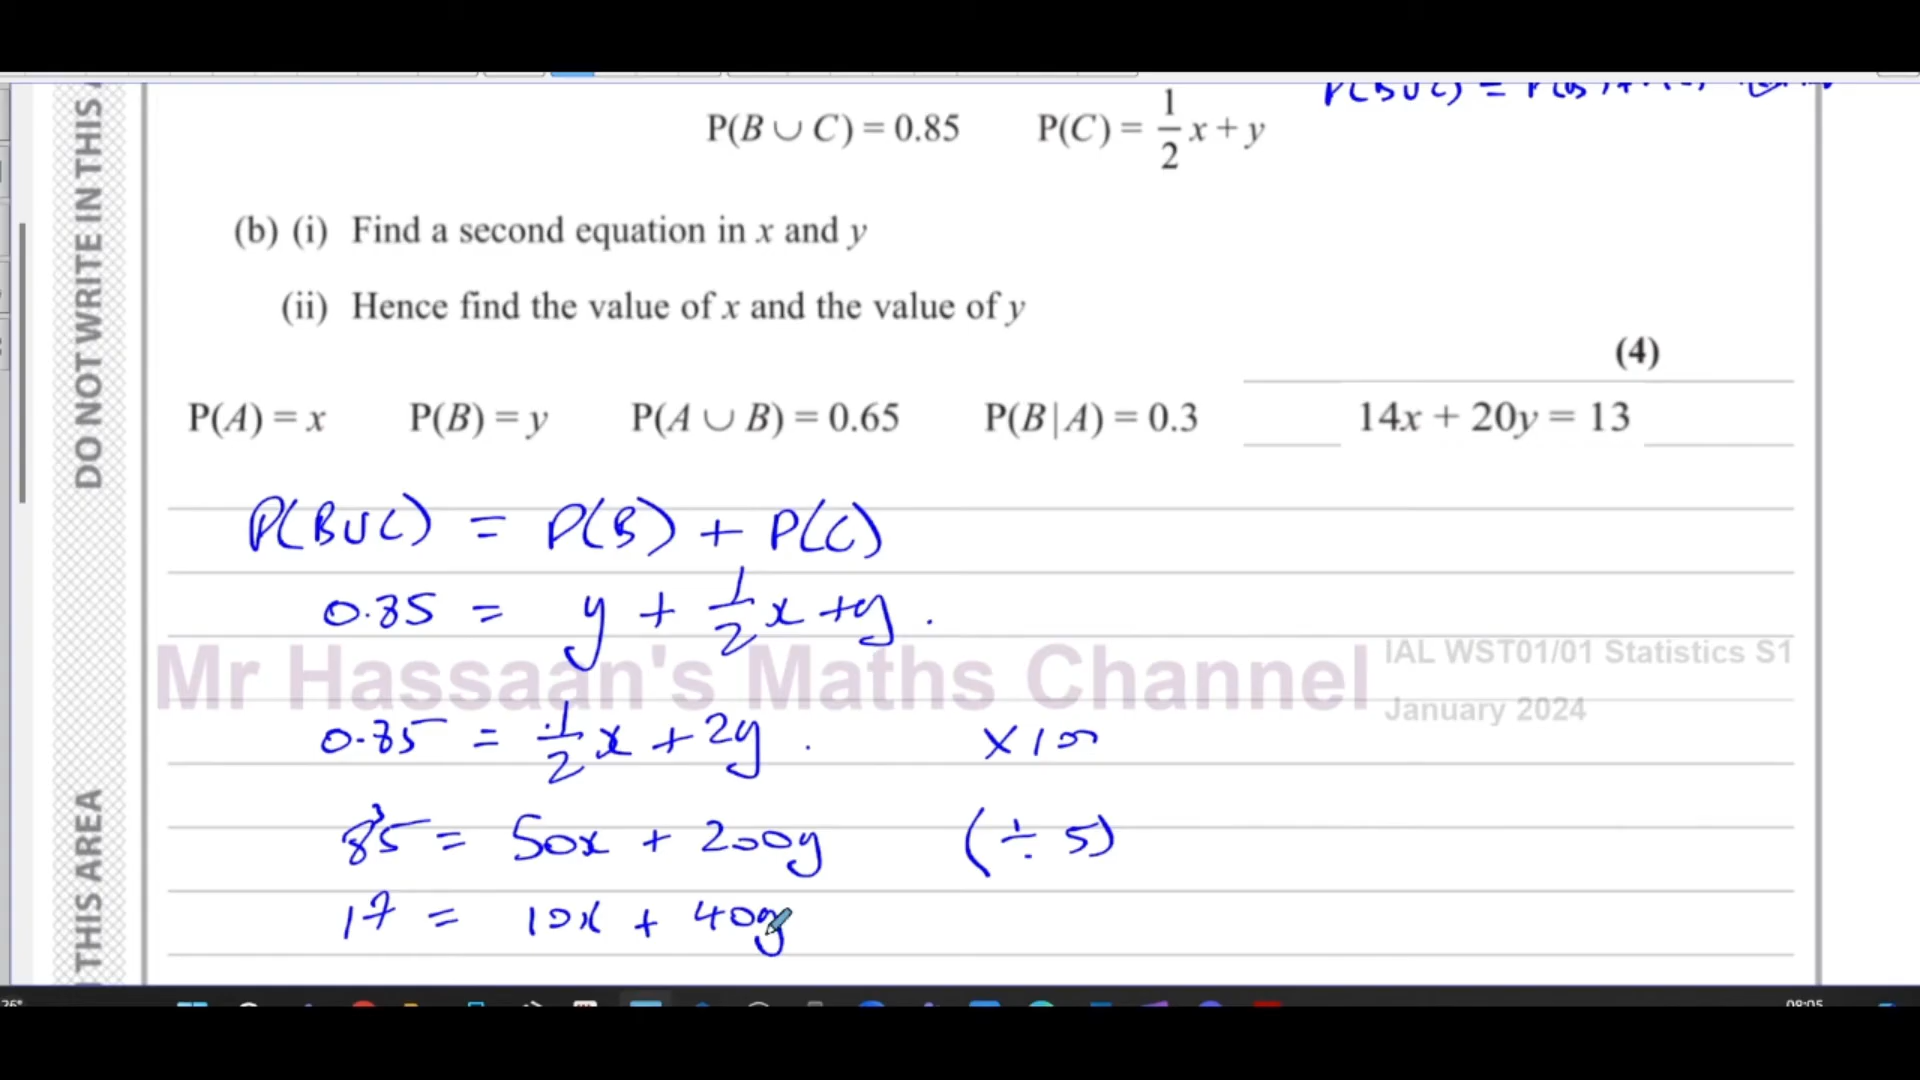 P(B ∪ C) = 0.85 P(C) = 1/2 x + y
P(B∪C) = P(B) +
(b) (i) Find a second equation in x and y
(ii) Hence find the value of x and the value of y
(4)
P(A) = x P(B) = y P(A ∪ B) = 0.65 P(B|A) = 0.3 14x + 20y = 13
P(B∪C) = P(B) + P(C)
0.85 = y + 1/2 x + y .
Mr Hassaan's Maths Channel
IAL WST01/01 Statistics S1
January 2024
0.85 = 1/2 x + 2y . × 100
85 = 50x + 200y (÷ 5)
17 = 10x + 40y
DO NOT WRITE IN THIS
THIS AREA
26°
08:05